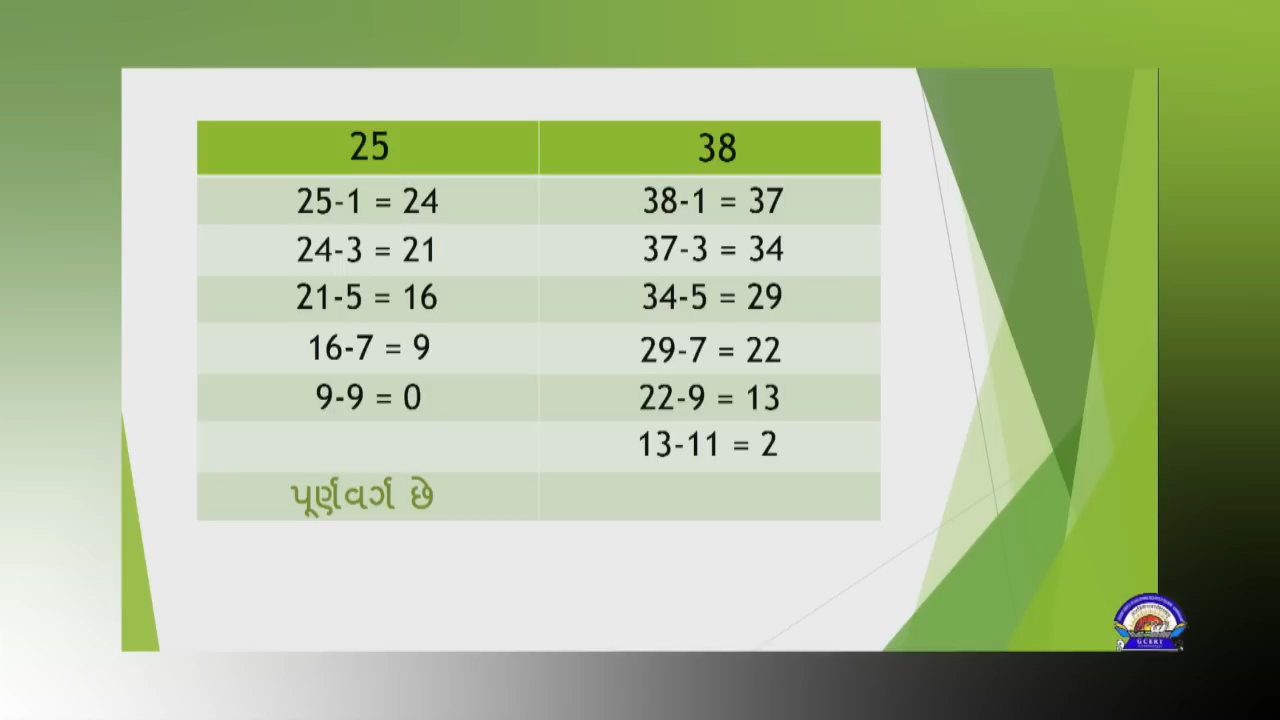 25 38
25-1 = 24 38-1 = 37
24-3 = 21 37-3 = 34
21-5 = 16 34-5 = 29
16-7 = 9 29-7 = 22
9-9 = 0 22-9 = 13
13-11 = 2
પૂર્ણવર્ગ છે
GCERT